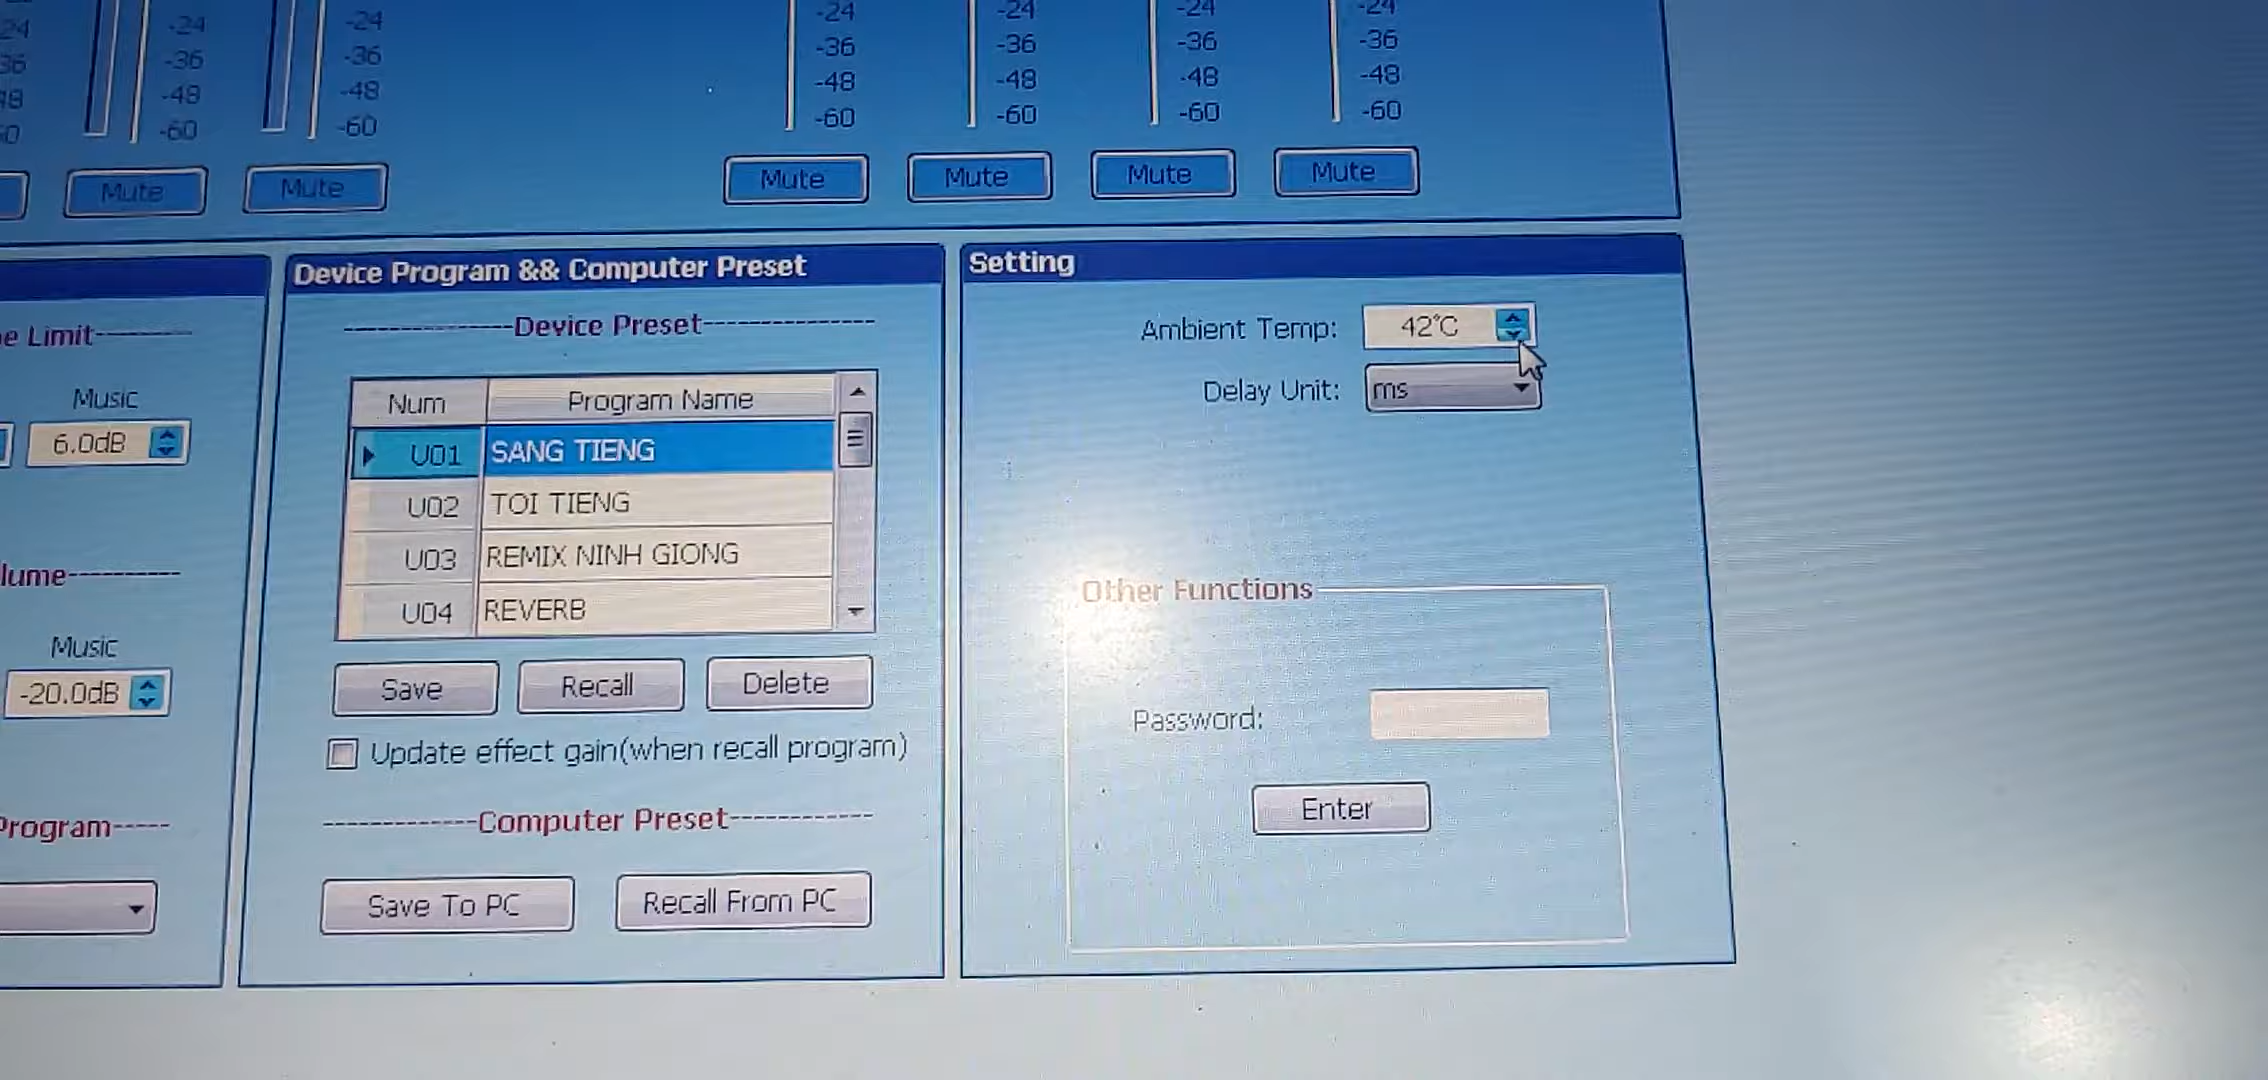 -24 -24 -24 -24 -24 -24
-36 -36 -36 -36 -36 -36
-48 -48 -48 -48 -48 -48
-60 -60 -60 -60 -60 -60
Mute Mute Mute Mute Mute Mute
Device Program && Computer Preset
Setting
Limit
Music
6.0dB
Music
-20.0dB
Program
Device Preset
Num Program Name
U01 SANG TIENG
U02 TOI TIENG
U03 REMIX NINH GIONG
U04 REVERB
Save Recall Delete
Update effect gain(when recall program)
Computer Preset
Save To PC Recall From PC
Ambient Temp: 42°C
Delay Unit: ms
Other Functions
Password:
Enter